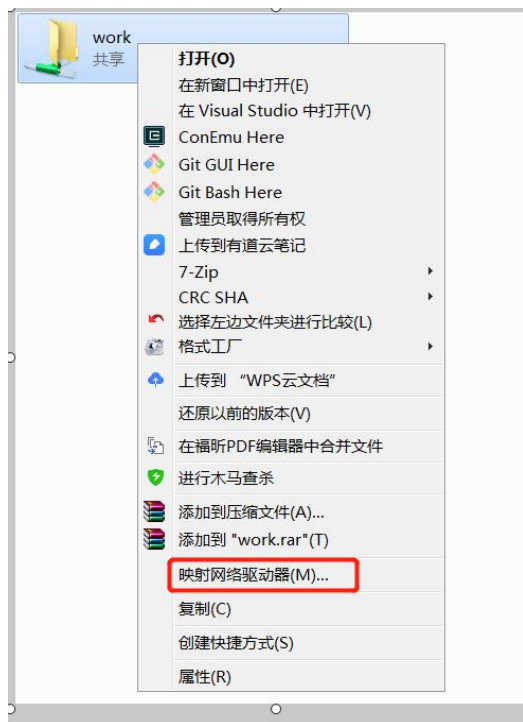 work
共享
打开(O)
在新窗口中打开(E)
在 Visual Studio 中打开(V)
ConEmu Here
Git GUI Here
Git Bash Here
管理员取得所有权
上传到有道云笔记
7-Zip
CRC SHA
选择左边文件夹进行比较(L)
格式工厂
上传到 “WPS云文档”
还原以前的版本(V)
在福昕PDF编辑器中合并文件
进行木马查杀
添加到压缩文件(A)...
添加到 "work.rar"(T)
映射网络驱动器(M)...
复制(C)
创建快捷方式(S)
属性(R)